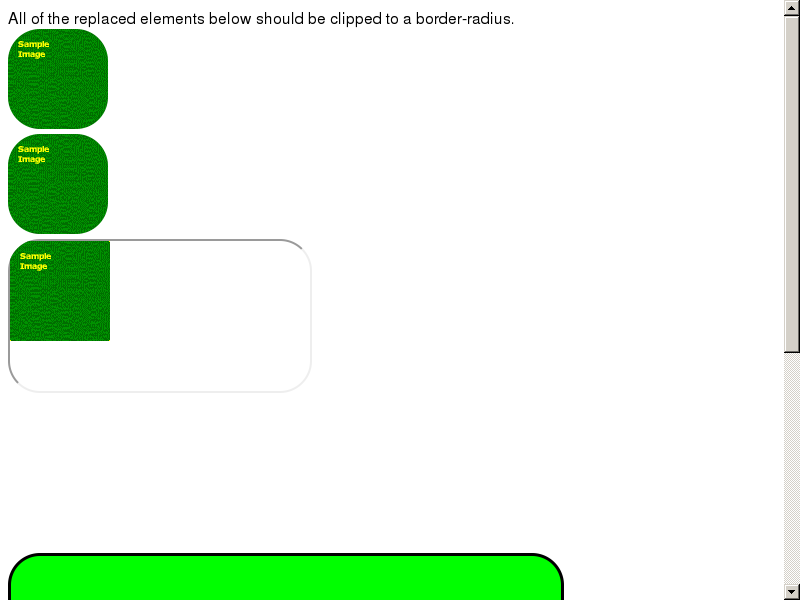 All of the replaced elements below should be clipped to a border-radius.
Sample
Image
Sample
Image
Sample
Image